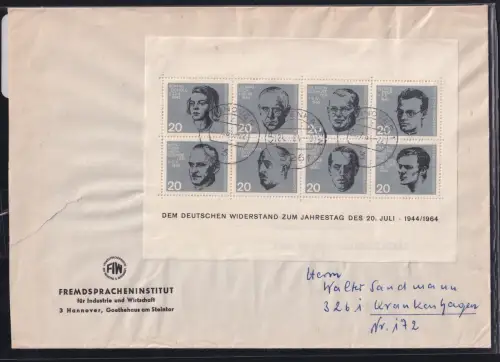 20 20 20 20
20 20 20 20
DEM DEUTSCHEN WIDERSTAND ZUM JAHRESTAG DES 20. JULI · 1944/1964
FIW
FREMDSPRACHENINSTITUT
für Industrie und Wirtschaft
3 Hannover, Goethehaus am Steintor
Herrn
Walter Sandmann
3261 Krankenhagen
Nr. 172